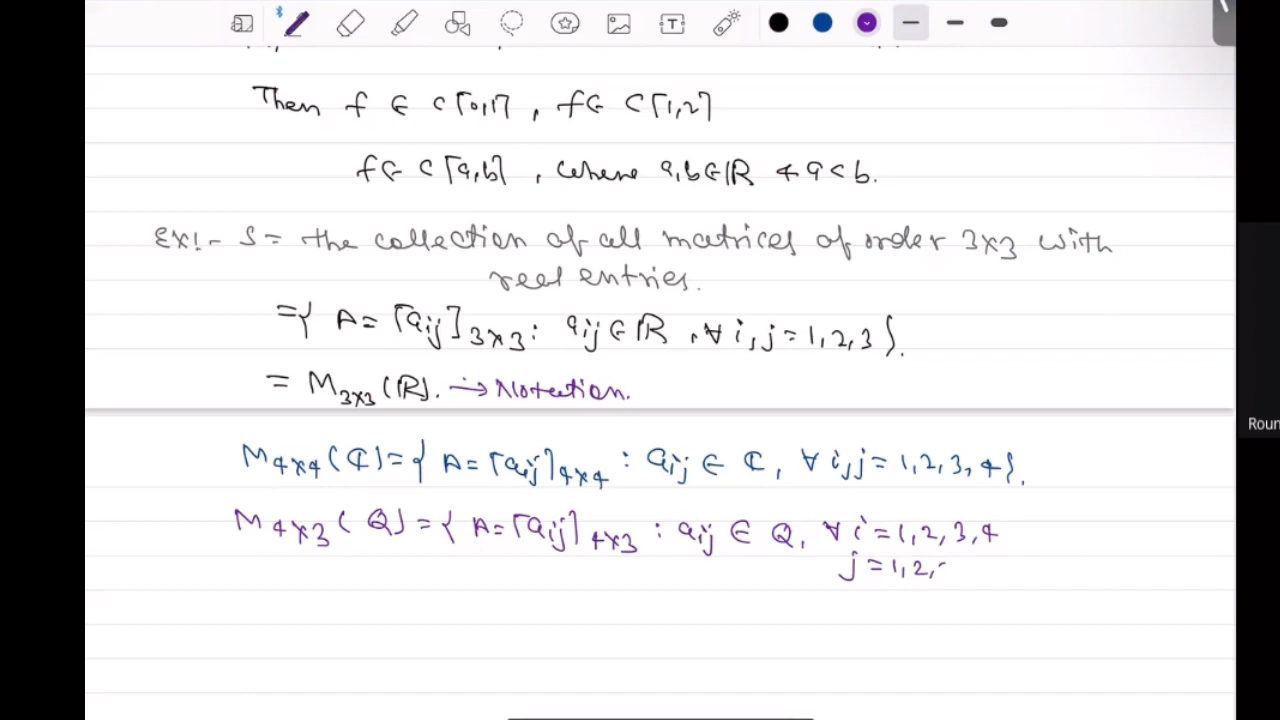 Then f ∈ C[0,1], f ∈ C[1,2]
f ∈ C[a,b], where a,b ∈ ℝ & a < b.
Ex:- S = the collection of all matrices of order 3×3 with
real entries.
= { A = [aij]3×3 : aij ∈ ℝ, ∀ i,j = 1,2,3 }.
= M3×3(ℝ). → Notation.
M4×4(ℂ) = { A = [aij]4×4 : aij ∈ ℂ, ∀ i,j = 1,2,3,4 }.
M4×3(Q) = { A = [aij]4×3 : aij ∈ Q, ∀ i = 1,2,3,4
j = 1,2,
Roun